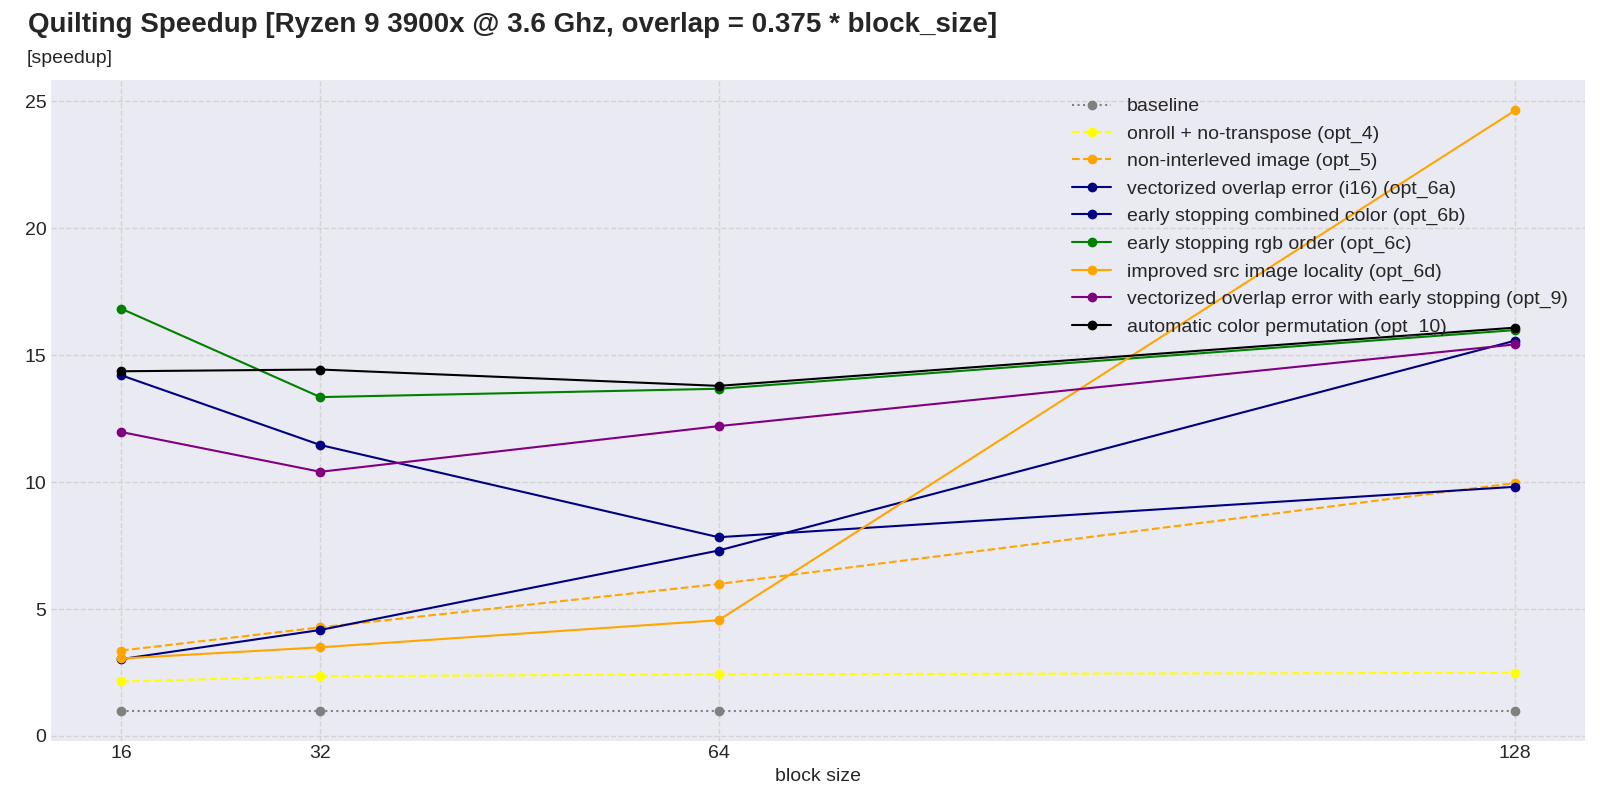 Quilting Speedup [Ryzen 9 3900x @ 3.6 Ghz, overlap = 0.375 * block_size]
[speedup]
25
20
15
10
5
0
baseline
onroll + no-transpose (opt_4)
non-interleved image (opt_5)
vectorized overlap error (i16) (opt_6a)
early stopping combined color (opt_6b)
early stopping rgb order (opt_6c)
improved src image locality (opt_6d)
vectorized overlap error with early stopping (opt_9)
automatic color permutation (opt_10)
16 32 64 128
block size